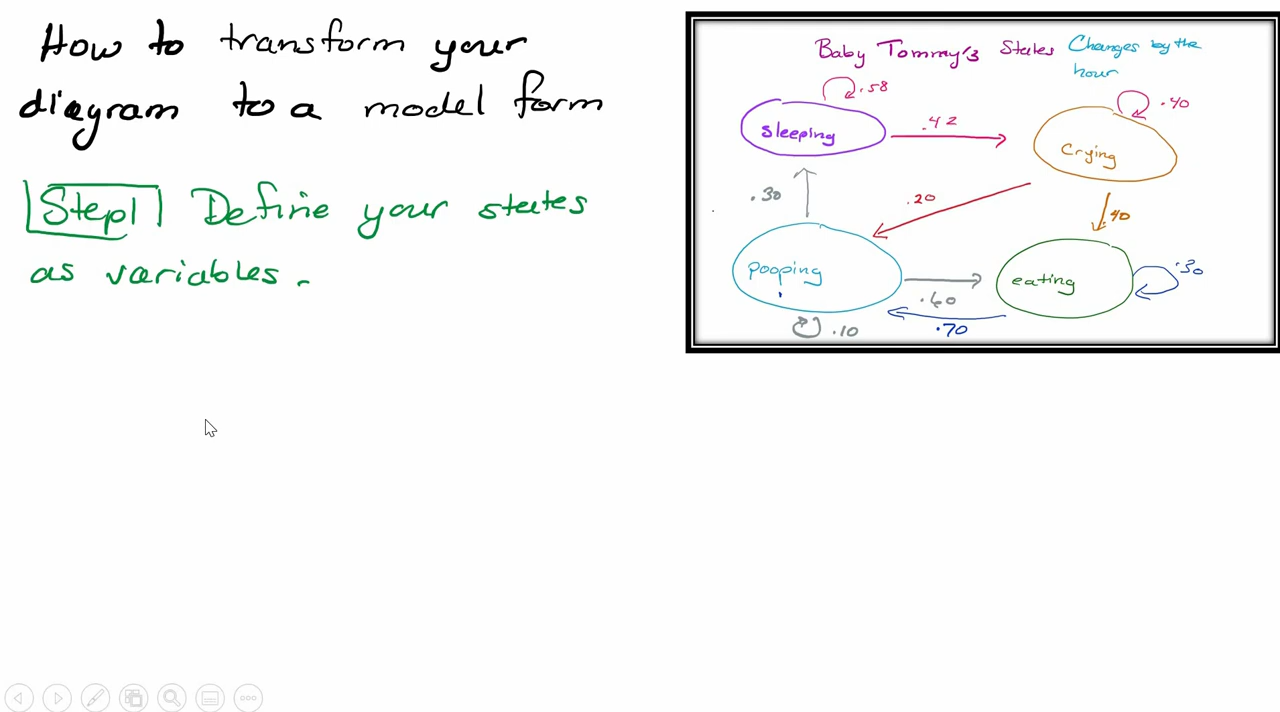 How to transform your
diagram to a model form
Step1 Define your states
as variables.
Baby Tommy's States Changes by the
hour
.58
.40
sleeping
.42
Crying
.30
.20
.40
pooping
eating
.30
.60
.10
.70